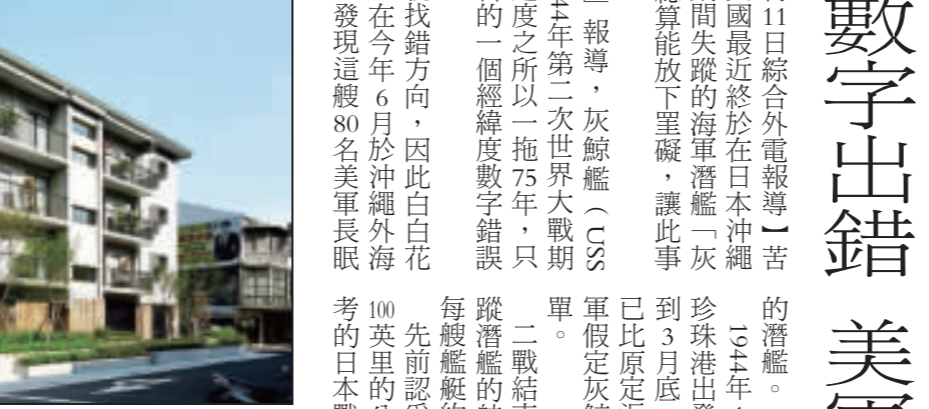 數字出錯 美
11日綜合外電報導】苦
國最近終於在日本沖繩
間失蹤的海軍潛艦「灰
總算能放下罣礙，讓此事
」報導，灰鯨艦（USS
44年第二次世界大戰期
度之所以一拖75年，只
的一個經緯度數字錯誤
找錯方向，因此白白花
在今年6月於沖繩外海
發現這艘80名美軍長眠
的潛艦。
1944年
珍珠港出發
到3月底
已比原定返
軍假定灰鯨
單。
二戰結束
蹤潛艦的
每艘艦艇的
先前認為
100英里的
考的日本戰